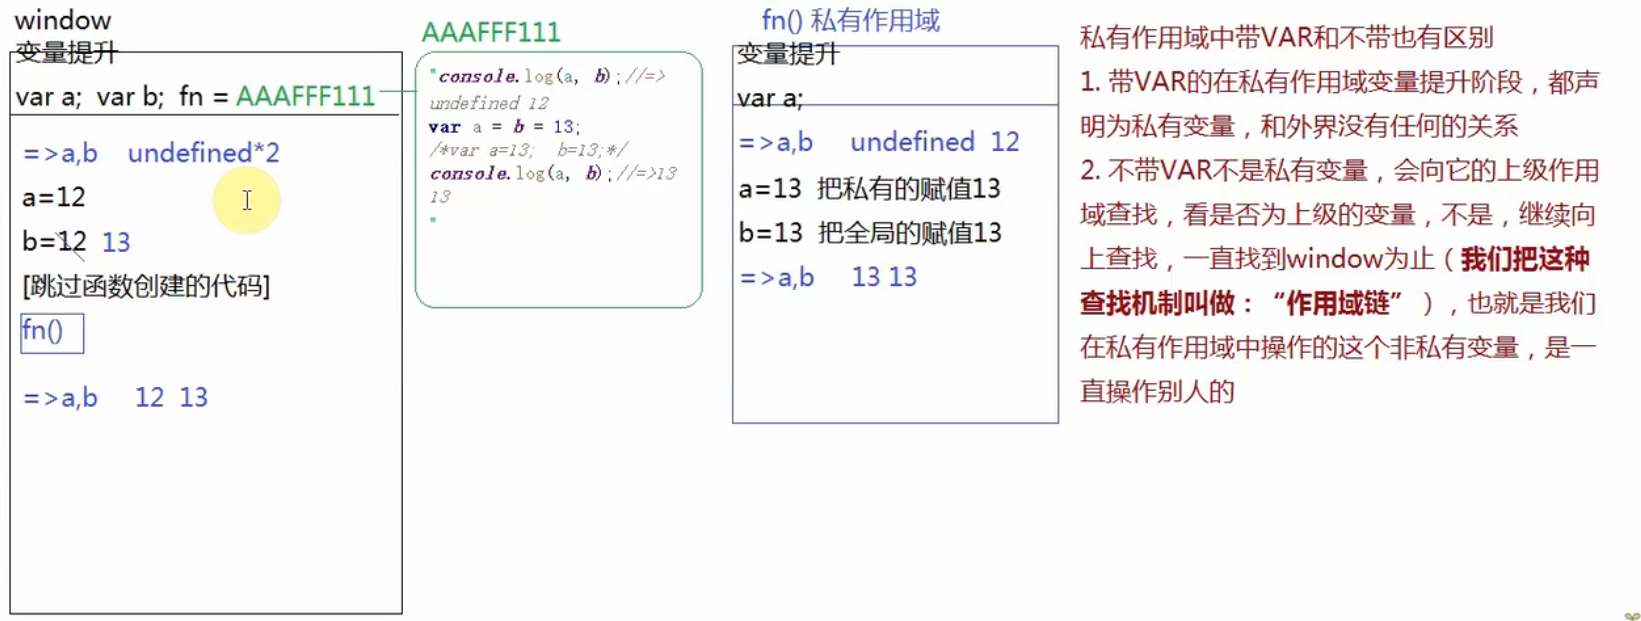 window
变量提升
var a;  var b;  fn = AAAFFF111
=>a,b    undefined*2
a=12
b=12  13
[跳过函数创建的代码]
fn()
=>a,b     12  13
AAAFFF111
"console.log(a, b);//=>
undefined 12
var a = b = 13;
/*var a=13;  b=13;*/
console.log(a, b);//=>13
13
"
fn() 私有作用域
变量提升
var a;
=>a,b     undefined  12
a=13  把私有的赋值13
b=13  把全局的赋值13
=>a,b     13 13
私有作用域中带VAR和不带也有区别
1. 带VAR的在私有作用域变量提升阶段，都声
明为私有变量，和外界没有任何的关系
2. 不带VAR不是私有变量，会向它的上级作用
域查找，看是否为上级的变量，不是，继续向
上查找，一直找到window为止（我们把这种
查找机制叫做：“作用域链”），也就是我们
在私有作用域中操作的这个非私有变量，是一
直操作别人的